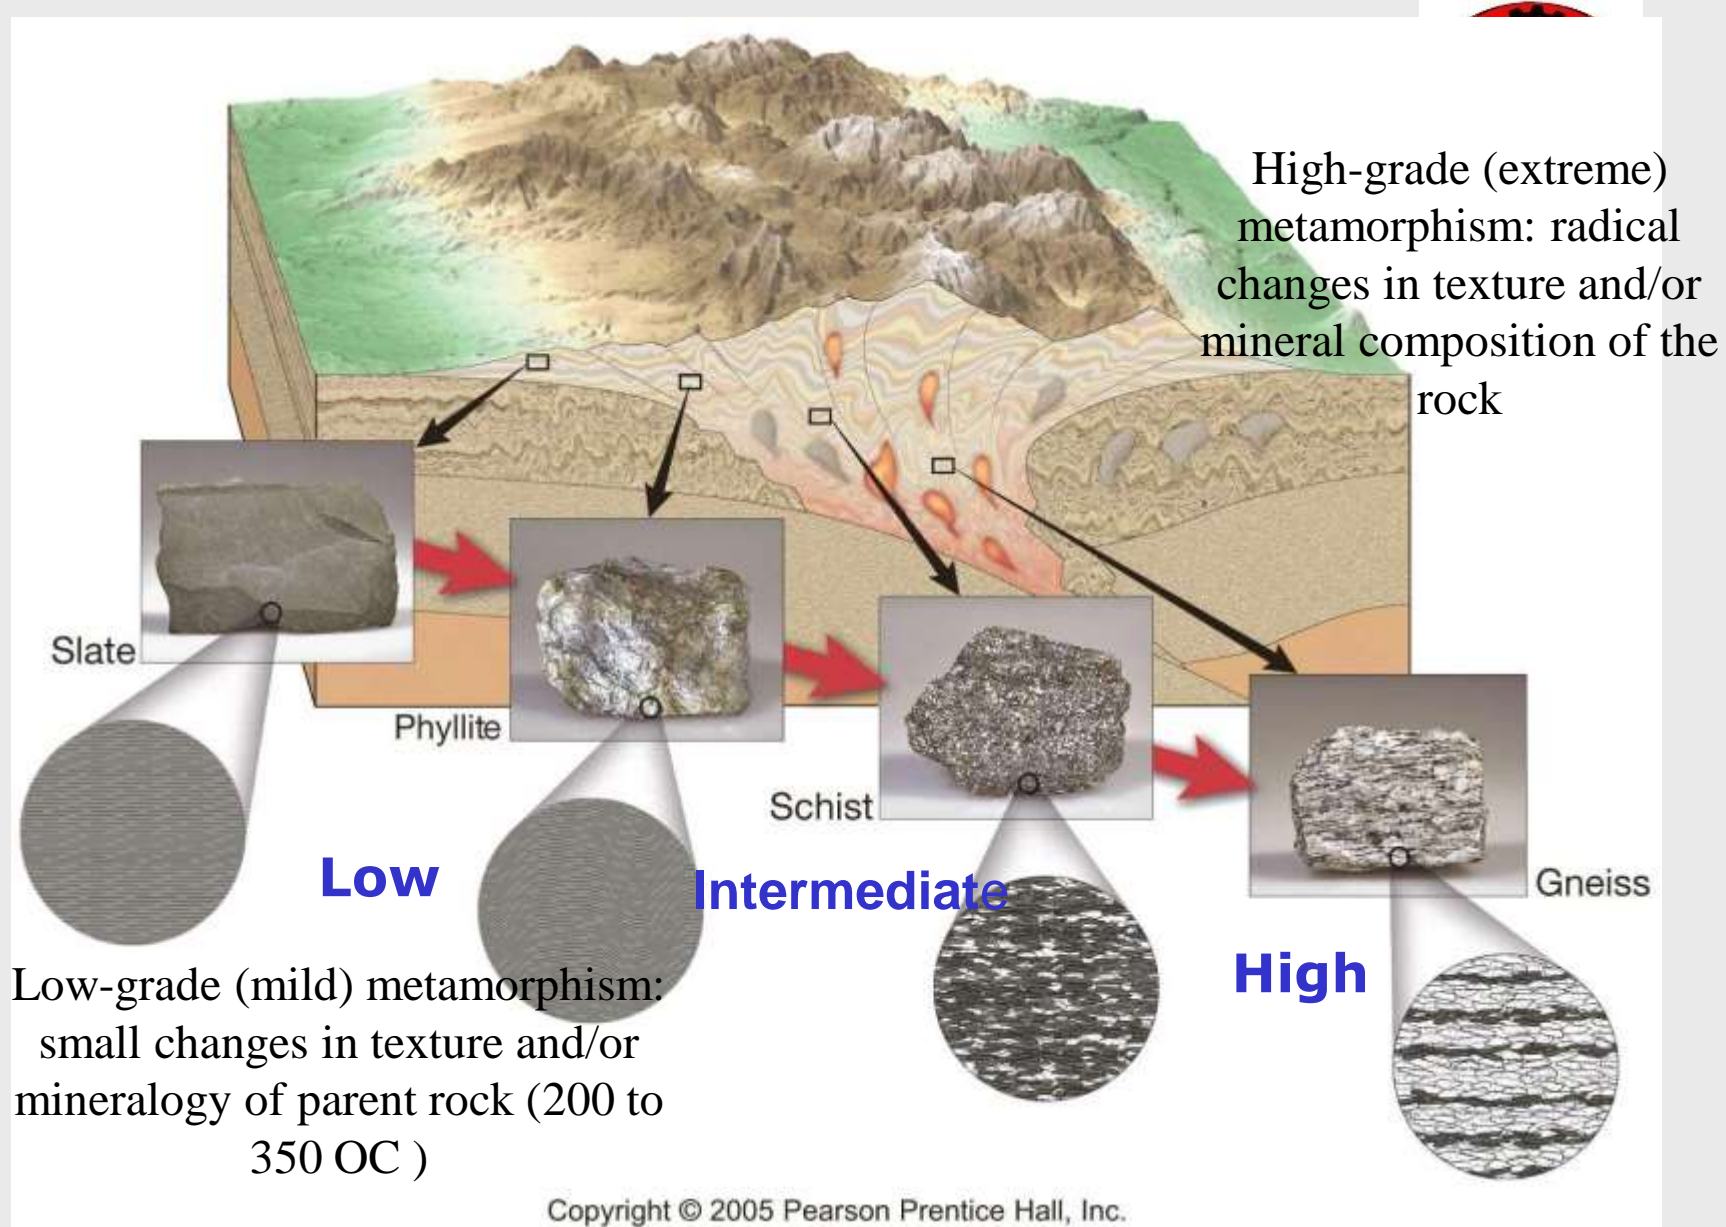 High-grade (extreme)
metamorphism: radical
changes in texture and/or
mineral composition of the
rock
Slate
Phyllite
Schist
Gneiss
Low
Intermediate
High
Low-grade (mild) metamorphism:
small changes in texture and/or
mineralogy of parent rock (200 to
350 OC )
Copyright © 2005 Pearson Prentice Hall, Inc.